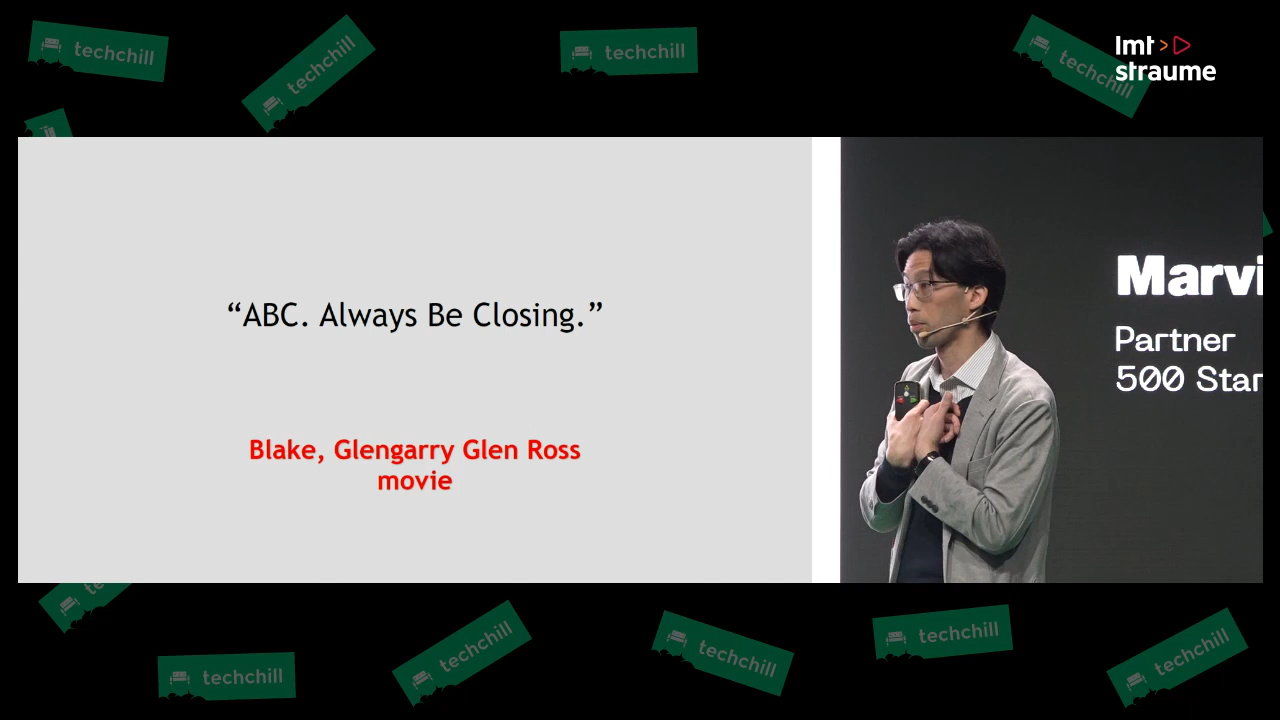 techchill
techchill
techchill
techchill
lmt
straume
“ABC. Always Be Closing.”
Blake, Glengarry Glen Ross
movie
Marvi
Partner
500 Star
techchill
techchill
techchill
techchill
techchill